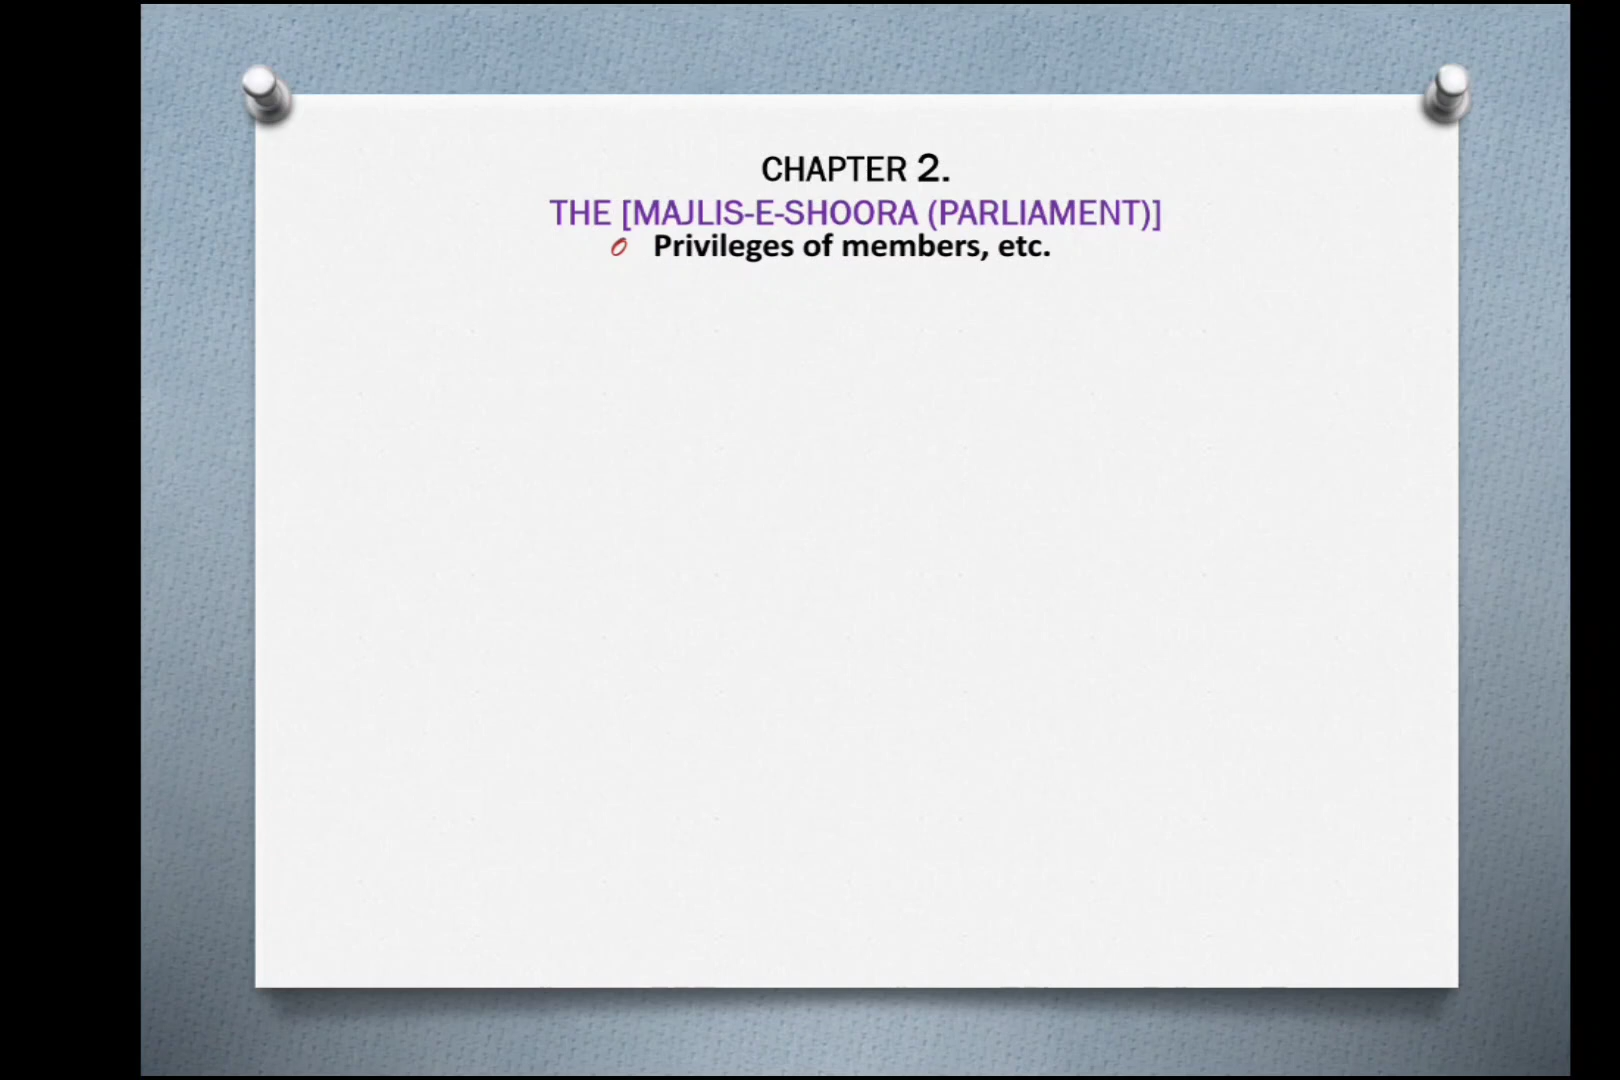 CHAPTER 2.
THE [MAJLIS-E-SHOORA (PARLIAMENT)]
Privileges of members, etc.